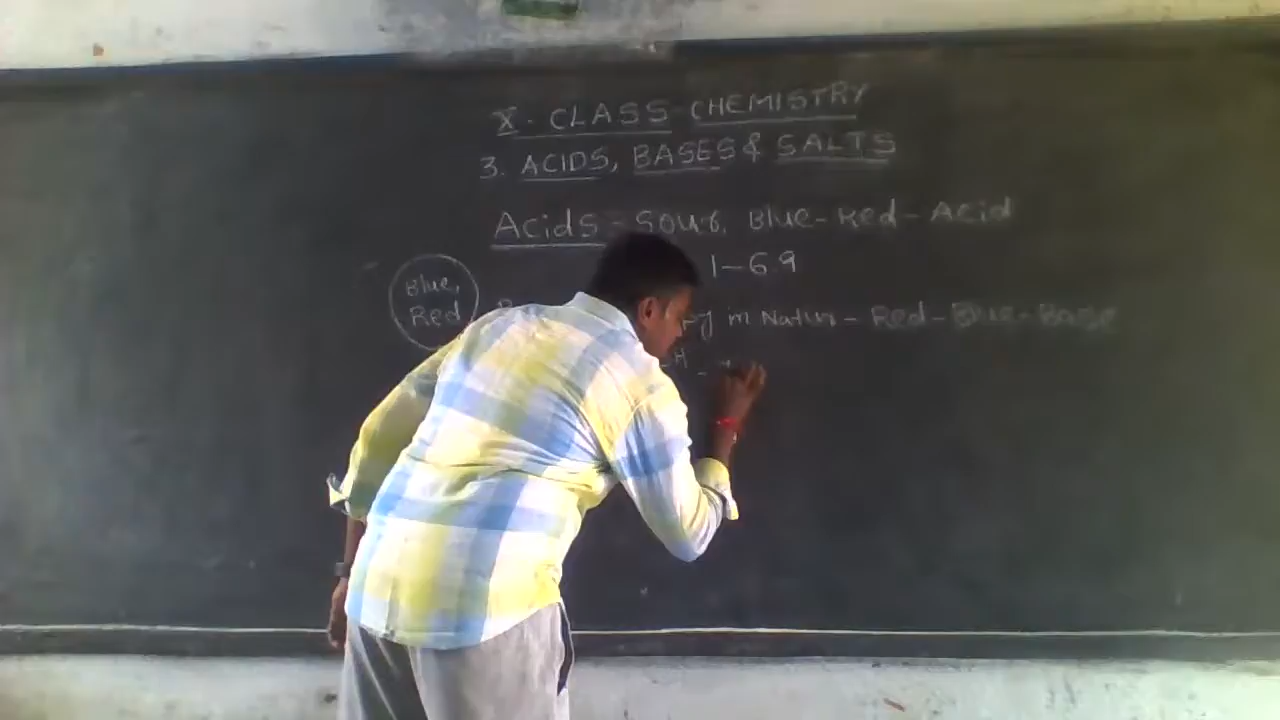 X. CLASS CHEMISTRY
3. ACIDS, BASES & SALTS
Acids - Sour. Blue-Red-Acid
1-6 9
Blue,
Red
in Natur - Red-Blue-Base
H -